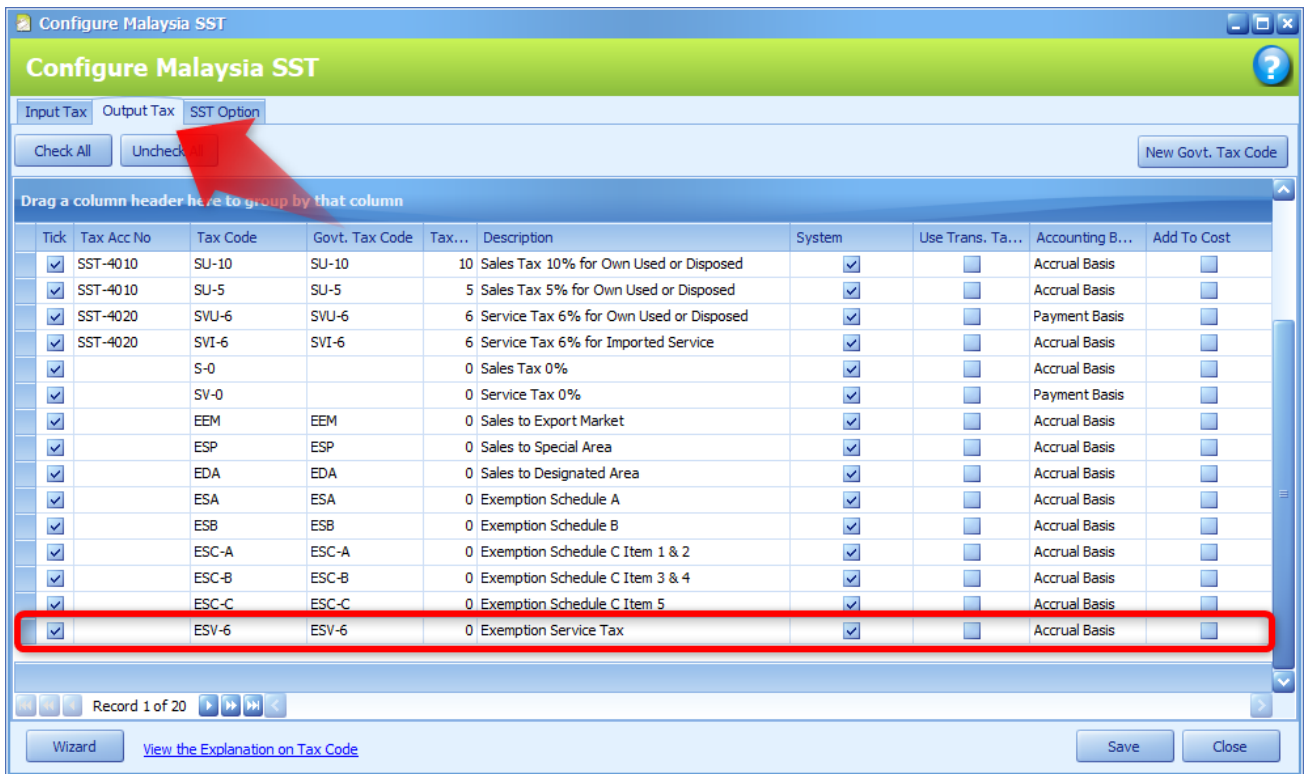 Configure Malaysia SST
Configure Malaysia SST
Input Tax Output Tax SST Option
Check All Uncheck All New Govt. Tax Code
Drag a column header here to group by that column
Tick Tax Acc No Tax Code Govt. Tax Code Tax... Description System Use Trans. Ta... Accounting B... Add To Cost
SST-4010 SU-10 SU-10 10 Sales Tax 10% for Own Used or Disposed Accrual Basis
SST-4010 SU-5 SU-5 5 Sales Tax 5% for Own Used or Disposed Accrual Basis
SST-4020 SVU-6 SVU-6 6 Service Tax 6% for Own Used or Disposed Payment Basis
SST-4020 SVI-6 SVI-6 6 Service Tax 6% for Imported Service Accrual Basis
S-0 0 Sales Tax 0% Accrual Basis
SV-0 0 Service Tax 0% Payment Basis
EEM EEM 0 Sales to Export Market Accrual Basis
ESP ESP 0 Sales to Special Area Accrual Basis
EDA EDA 0 Sales to Designated Area Accrual Basis
ESA ESA 0 Exemption Schedule A Accrual Basis
ESB ESB 0 Exemption Schedule B Accrual Basis
ESC-A ESC-A 0 Exemption Schedule C Item 1 & 2 Accrual Basis
ESC-B ESC-B 0 Exemption Schedule C Item 3 & 4 Accrual Basis
ESC-C ESC-C 0 Exemption Schedule C Item 5 Accrual Basis
ESV-6 ESV-6 0 Exemption Service Tax Accrual Basis
Record 1 of 20
Wizard View the Explanation on Tax Code Save Close